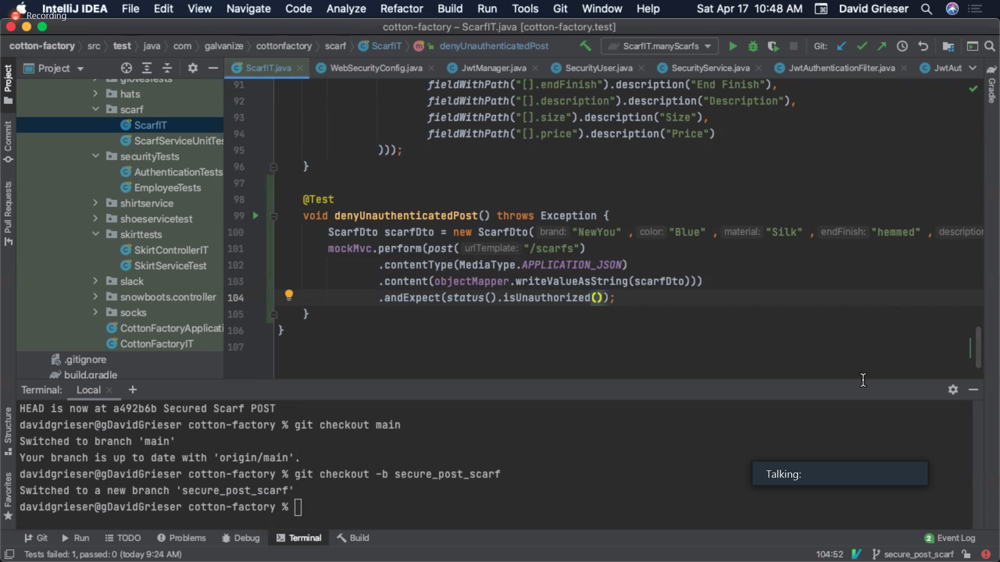 IntelliJ IDEA File Edit View Navigate Code Analyze Refactor Build Run Tools Git Window Help Sat Apr 17 10:48 AM David Grieser
Recording
cotton-factory – ScarfIT.java [cotton-factory.test]
cotton-factory src test java com galvanize cottonfactory scarf ScarfIT denyUnauthenticatedPost ScarfIT.manyScarfs Git:
Project ScarfIT.java WebSecurityConfig.java JwtManager.java SecurityUser.java SecurityService.java JwtAuthenticationFilter.java JwtAut
Project
Commit
Pull Requests
Structure
Favorites
Gradle
glovesTests
hats
scarf
ScarfIT
ScarfServiceUnitTes
securityTests
AuthenticationTests
EmployeeTests
shirtservice
shoeservicetest
skirttests
SkirtControllerIT
SkirtServiceTest
slack
snowboots.controller
socks
CottonFactoryApplicati
CottonFactoryIT
.gitignore
build.gradle
91 fieldWithPath("[].endFinish").description("End Finish"),
92 fieldWithPath("[].description").description("Description"),
93 fieldWithPath("[].size").description("Size"),
94 fieldWithPath("[].price").description("Price")
95 )));
96 }
97
98 @Test
99 void denyUnauthenticatedPost() throws Exception {
100 ScarfDto scarfDto = new ScarfDto( brand: "NewYou" , color: "Blue" , material: "Silk" , endFinish: "hemmed" , description
101 mockMvc.perform(post( urlTemplate: "/scarfs")
102 .contentType(MediaType.APPLICATION_JSON)
103 .content(objectMapper.writeValueAsString(scarfDto)))
104 .andExpect(status().isUnauthorized());
105 }
106 }
107
Terminal: Local +
HEAD is now at a492b6b Secured Scarf POST
davidgrieser@gDavidGrieser cotton-factory % git checkout main
Switched to branch 'main'
Your branch is up to date with 'origin/main'.
davidgrieser@gDavidGrieser cotton-factory % git checkout -b secure_post_scarf
Switched to a new branch 'secure_post_scarf'
davidgrieser@gDavidGrieser cotton-factory %
Talking:
Git Run TODO Problems Debug Terminal Build 2 Event Log
Tests failed: 1, passed: 0 (today 9:24 AM) 104:52 secure_post_scarf